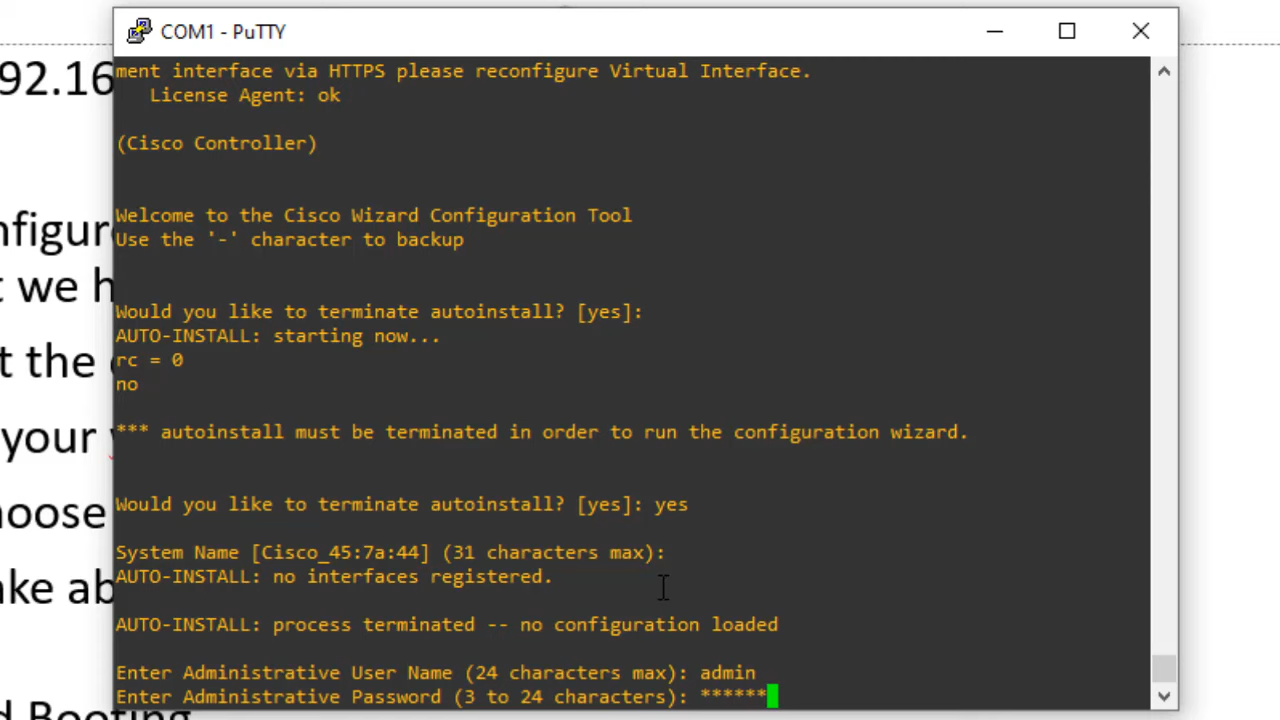 COM1 - PuTTY
92.16
ment interface via HTTPS please reconfigure Virtual Interface.
License Agent: ok
(Cisco Controller)
nfigur
Welcome to the Cisco Wizard Configuration Tool
Use the '-' character to backup
t we h
Would you like to terminate autoinstall? [yes]:
AUTO-INSTALL: starting now...
t the
rc = 0
no
your
*** autoinstall must be terminated in order to run the configuration wizard.
Would you like to terminate autoinstall? [yes]: yes
hoose
System Name [Cisco_45:7a:44] (31 characters max):
AUTO-INSTALL: no interfaces registered.
ake ab
AUTO-INSTALL: process terminated -- no configuration loaded
Enter Administrative User Name (24 characters max): admin
Enter Administrative Password (3 to 24 characters): ******
d Booting